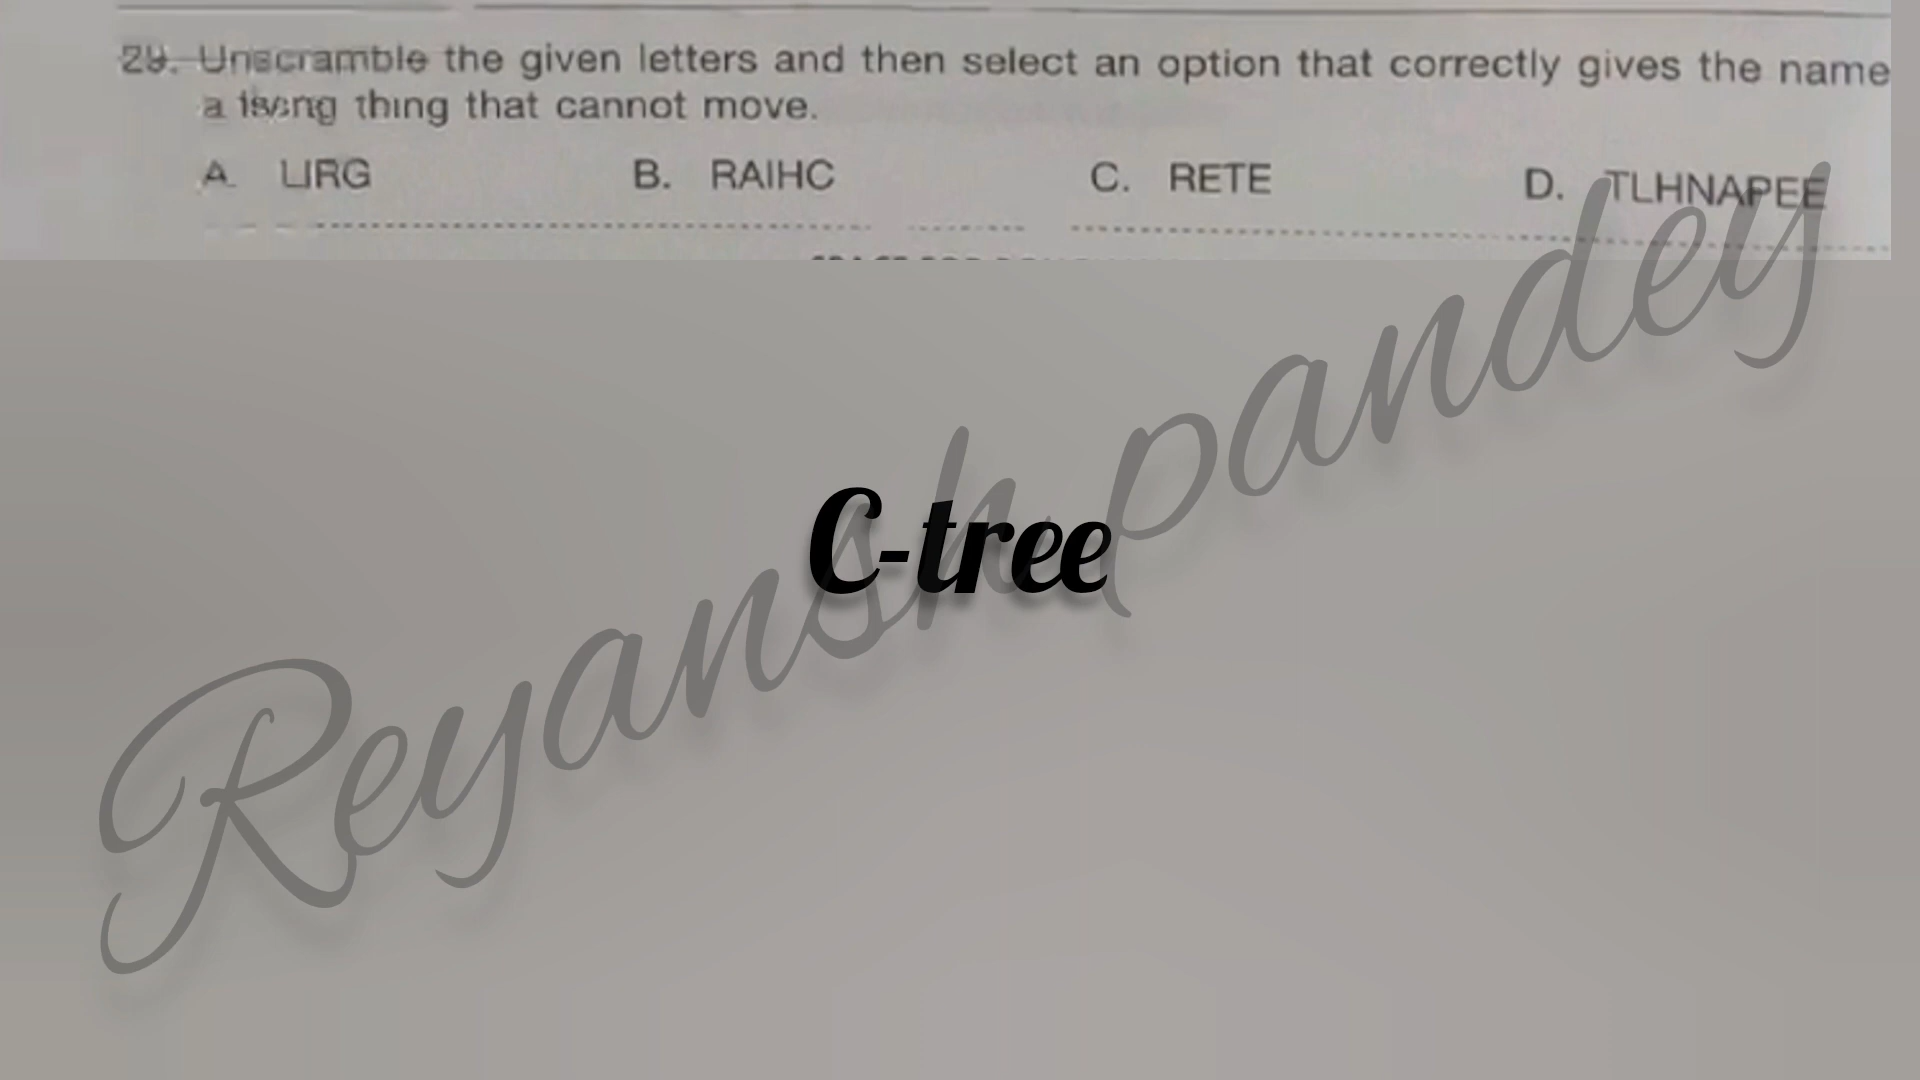 29. Unscramble the given letters and then select an option that correctly gives the name
a thing that cannot move.
A. LIRG B. RAIHC C. RETE D. TLHNAPEE
C-tree
Reyansh pandey